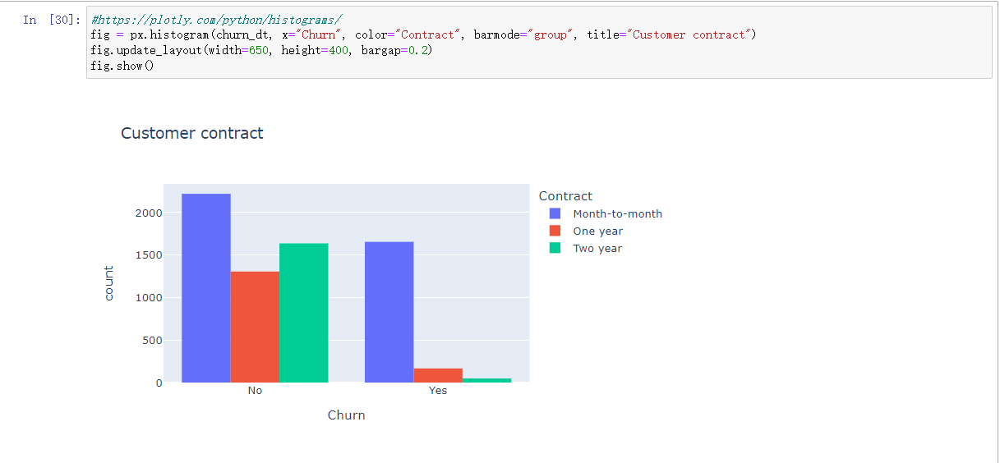 In [30]: #https://plotly.com/python/histograms/
fig = px.histogram(churn_dt, x="Churn", color="Contract", barmode="group", title="Customer contract")
fig.update_layout(width=650, height=400, bargap=0.2)
fig.show()
Customer contract
Contract
Month-to-month
One year
Two year
2000
1500
1000
500
0
count
No Yes
Churn